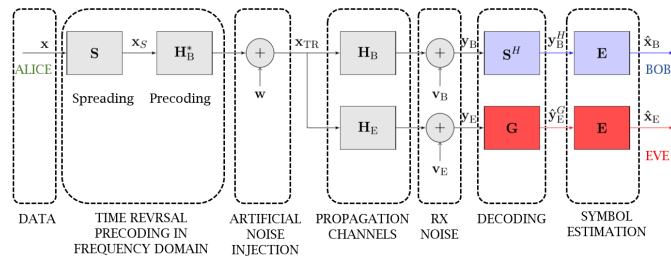 x
ALICE
S
Spreading
x_S
H_B^*
Precoding
+
w
x_TR
H_B
H_E
+
v_B
+
v_E
y_B
S^H
ŷ_B^H
E
x̂_B
BOB
y_E
G
ŷ_E^G
E
x̂_E
EVE
DATA
TIME REVRSAL
PRECODING IN
FREQUENCY DOMAIN
ARTIFICIAL
NOISE
INJECTION
PROPAGATION
CHANNELS
RX
NOISE
DECODING
SYMBOL
ESTIMATION